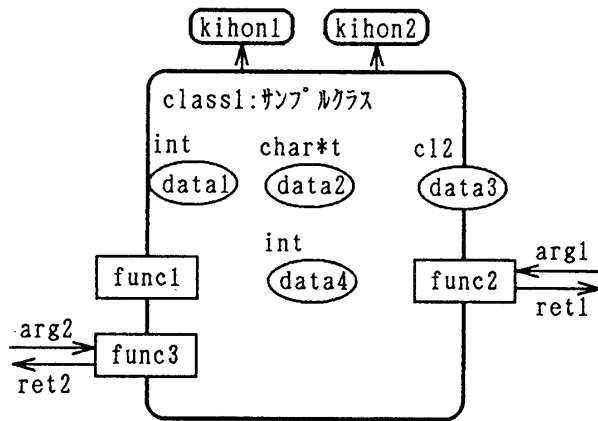 kihon1 kihon2
class1:サンプルクラス
int char*t cl2
data1 data2 data3
int
data4
func1 func2 arg1
ret1
arg2
func3
ret2